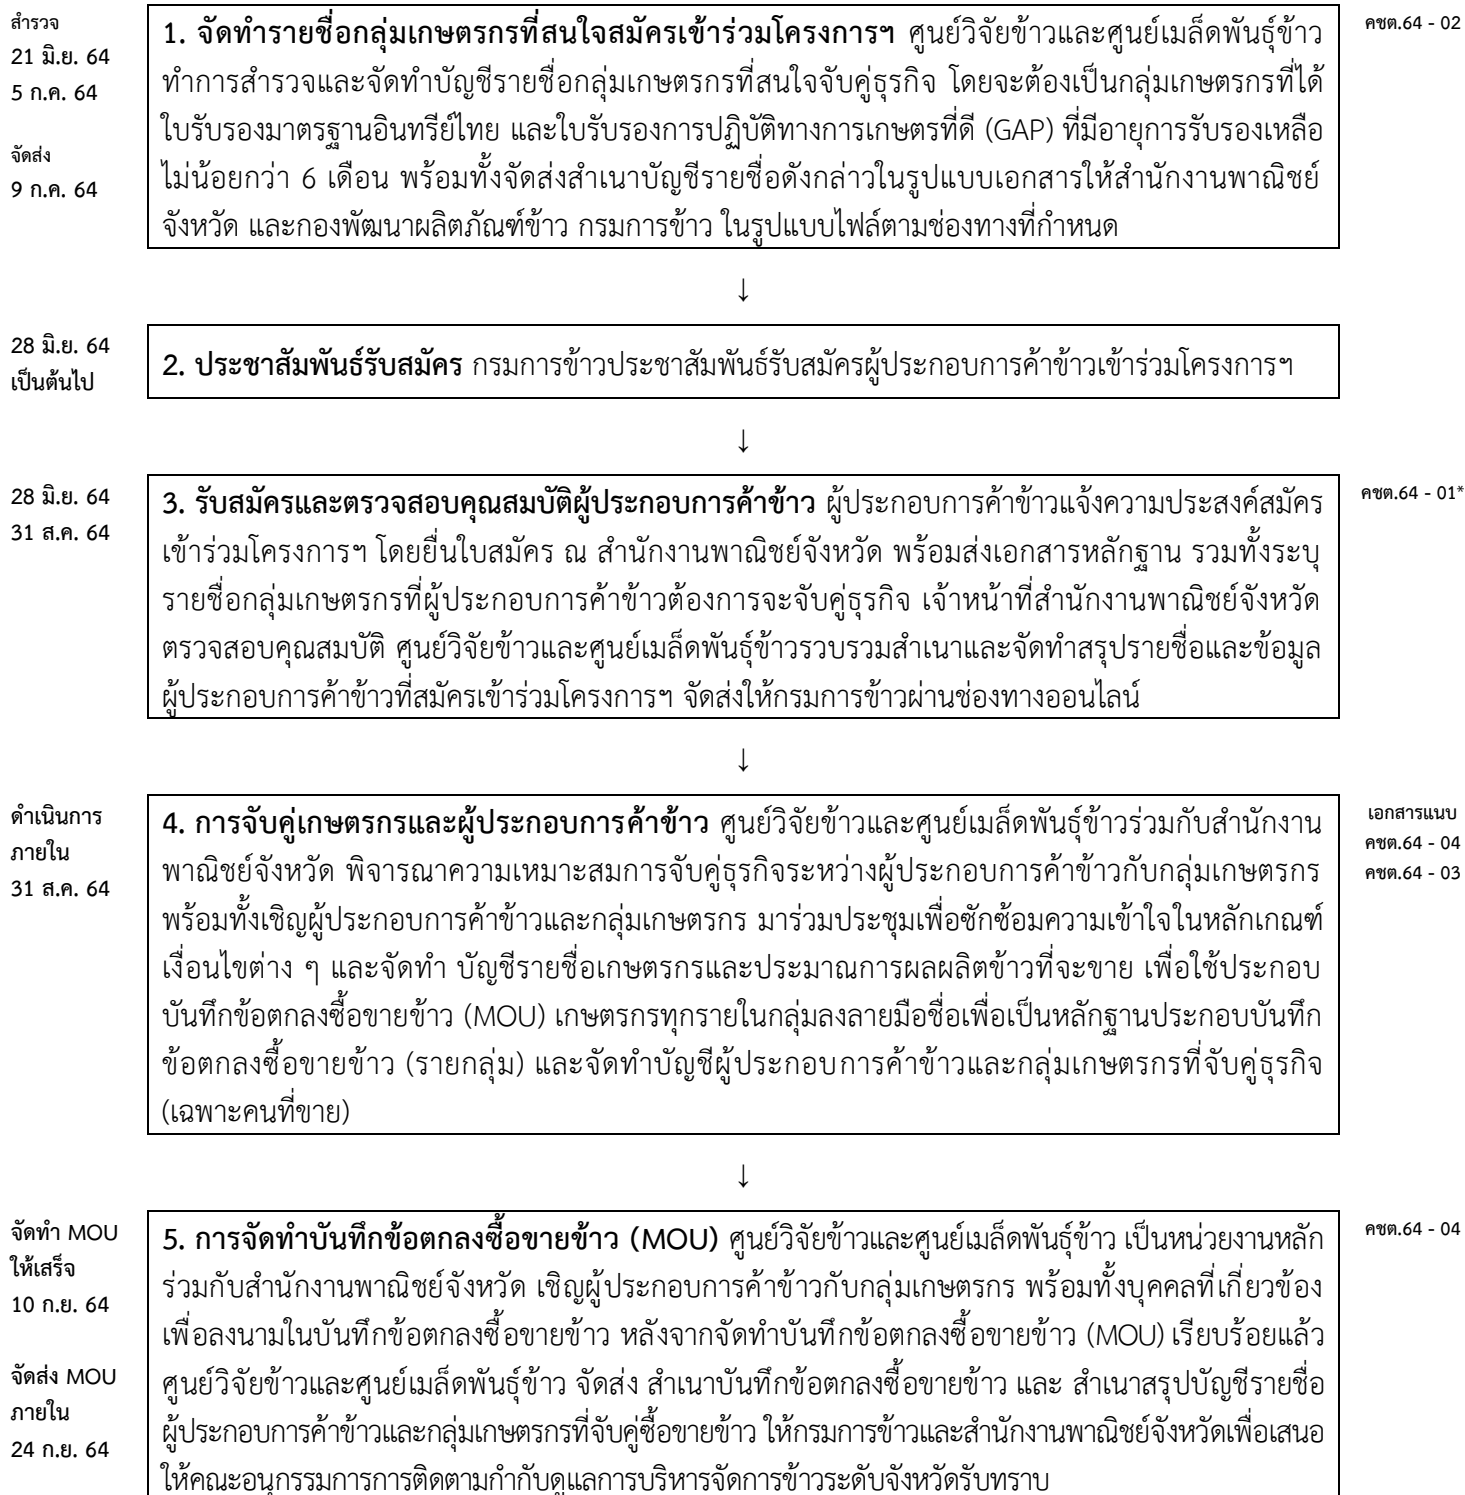 สำรวจ
21 มิ.ย. 64
5 ก.ค. 64
จัดส่ง
9 ก.ค. 64
1. จัดทำรายชื่อกลุ่มเกษตรกรที่สนใจสมัครเข้าร่วมโครงการฯ ศูนย์วิจัยข้าวและศูนย์เมล็ดพันธุ์ข้าว
ทำการสำรวจและจัดทำบัญชีรายชื่อกลุ่มเกษตรกรที่สนใจจับคู่ธุรกิจ โดยจะต้องเป็นกลุ่มเกษตรกรที่ได้
ใบรับรองมาตรฐานอินทรีย์ไทย และใบรับรองการปฏิบัติทางการเกษตรที่ดี (GAP) ที่มีอายุการรับรองเหลือ
ไม่น้อยกว่า 6 เดือน พร้อมทั้งจัดส่งสำเนาบัญชีรายชื่อดังกล่าวในรูปแบบเอกสารให้สำนักงานพาณิชย์
จังหวัด และกองพัฒนาผลิตภัณฑ์ข้าว กรมการข้าว ในรูปแบบไฟล์ตามช่องทางที่กำหนด
คชต.64 - 02
↓
28 มิ.ย. 64
เป็นต้นไป
2. ประชาสัมพันธ์รับสมัคร กรมการข้าวประชาสัมพันธ์รับสมัครผู้ประกอบการค้าข้าวเข้าร่วมโครงการฯ
↓
28 มิ.ย. 64
31 ส.ค. 64
3. รับสมัครและตรวจสอบคุณสมบัติผู้ประกอบการค้าข้าว ผู้ประกอบการค้าข้าวแจ้งความประสงค์สมัคร
เข้าร่วมโครงการฯ โดยยื่นใบสมัคร ณ สำนักงานพาณิชย์จังหวัด พร้อมส่งเอกสารหลักฐาน รวมทั้งระบุ
รายชื่อกลุ่มเกษตรกรที่ผู้ประกอบการค้าข้าวต้องการจะจับคู่ธุรกิจ เจ้าหน้าที่สำนักงานพาณิชย์จังหวัด
ตรวจสอบคุณสมบัติ ศูนย์วิจัยข้าวและศูนย์เมล็ดพันธุ์ข้าวรวบรวมสำเนาและจัดทำสรุปรายชื่อและข้อมูล
ผู้ประกอบการค้าข้าวที่สมัครเข้าร่วมโครงการฯ จัดส่งให้กรมการข้าวผ่านช่องทางออนไลน์
คชต.64 - 01*
↓
ดำเนินการ
ภายใน
31 ส.ค. 64
4. การจับคู่เกษตรกรและผู้ประกอบการค้าข้าว ศูนย์วิจัยข้าวและศูนย์เมล็ดพันธุ์ข้าวร่วมกับสำนักงาน
พาณิชย์จังหวัด พิจารณาความเหมาะสมการจับคู่ธุรกิจระหว่างผู้ประกอบการค้าข้าวกับกลุ่มเกษตรกร
พร้อมทั้งเชิญผู้ประกอบการค้าข้าวและกลุ่มเกษตรกร มาร่วมประชุมเพื่อซักซ้อมความเข้าใจในหลักเกณฑ์
เงื่อนไขต่าง ๆ และจัดทำ บัญชีรายชื่อเกษตรกรและประมาณการผลผลิตข้าวที่จะขาย เพื่อใช้ประกอบ
บันทึกข้อตกลงซื้อขายข้าว (MOU) เกษตรกรทุกรายในกลุ่มลงลายมือชื่อเพื่อเป็นหลักฐานประกอบบันทึก
ข้อตกลงซื้อขายข้าว (รายกลุ่ม) และจัดทำบัญชีผู้ประกอบการค้าข้าวและกลุ่มเกษตรกรที่จับคู่ธุรกิจ
(เฉพาะคนที่ขาย)
เอกสารแนบ
คชต.64 - 04
คชต.64 - 03
↓
จัดทำ MOU
ให้เสร็จ
10 ก.ย. 64
จัดส่ง MOU
ภายใน
24 ก.ย. 64
5. การจัดทำบันทึกข้อตกลงซื้อขายข้าว (MOU) ศูนย์วิจัยข้าวและศูนย์เมล็ดพันธุ์ข้าว เป็นหน่วยงานหลัก
ร่วมกับสำนักงานพาณิชย์จังหวัด เชิญผู้ประกอบการค้าข้าวกับกลุ่มเกษตรกร พร้อมทั้งบุคคลที่เกี่ยวข้อง
เพื่อลงนามในบันทึกข้อตกลงซื้อขายข้าว หลังจากจัดทำบันทึกข้อตกลงซื้อขายข้าว (MOU) เรียบร้อยแล้ว
ศูนย์วิจัยข้าวและศูนย์เมล็ดพันธุ์ข้าว จัดส่ง สำเนาบันทึกข้อตกลงซื้อขายข้าว และ สำเนาสรุปบัญชีรายชื่อ
ผู้ประกอบการค้าข้าวและกลุ่มเกษตรกรที่จับคู่ซื้อขายข้าว ให้กรมการข้าวและสำนักงานพาณิชย์จังหวัดเพื่อเสนอ
ให้คณะอนุกรรมการการติดตามกำกับดูแลการบริหารจัดการข้าวระดับจังหวัดรับทราบ
คชต.64 - 04